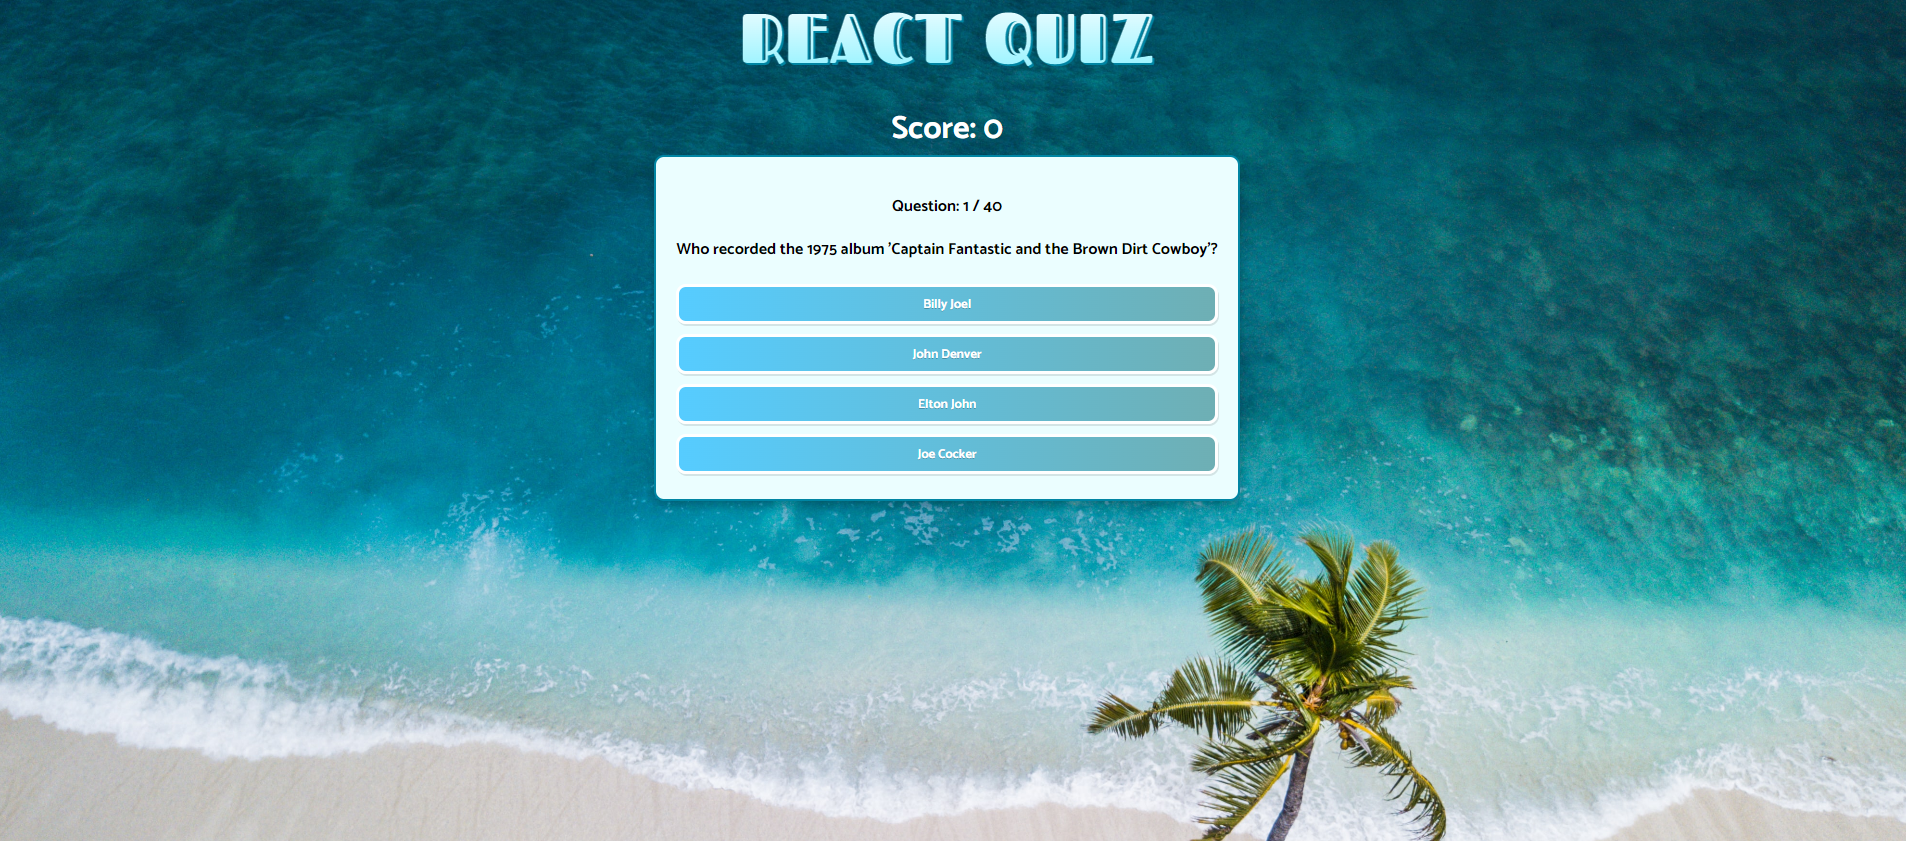 REACT QUIZ
Score: 0
Question: 1 / 40
Who recorded the 1975 album 'Captain Fantastic and the Brown Dirt Cowboy'?
Billy Joel
John Denver
Elton John
Joe Cocker